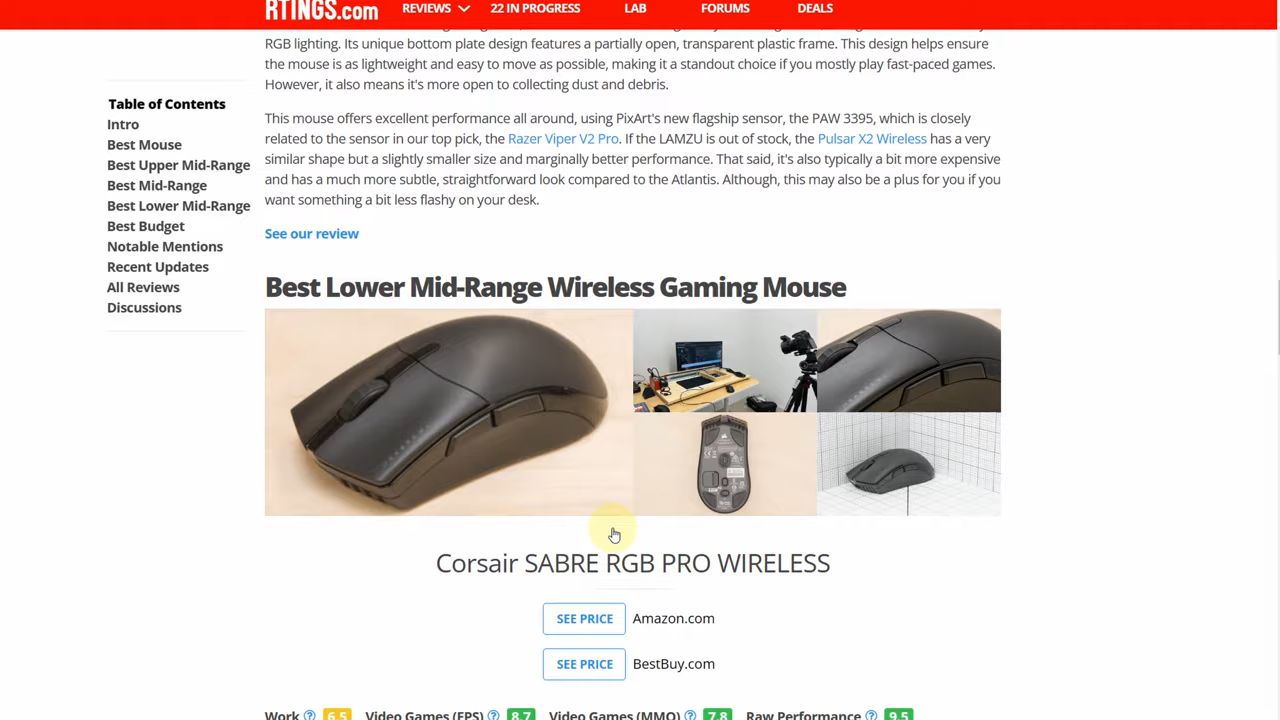 RTINGS.com
REVIEWS
22 IN PROGRESS
LAB
FORUMS
DEALS
RGB lighting. Its unique bottom plate design features a partially open, transparent plastic frame. This design helps ensure
the mouse is as lightweight and easy to move as possible, making it a standout choice if you mostly play fast-paced games.
However, it also means it's more open to collecting dust and debris.
This mouse offers excellent performance all around, using PixArt's new flagship sensor, the PAW 3395, which is closely
related to the sensor in our top pick, the Razer Viper V2 Pro. If the LAMZU is out of stock, the Pulsar X2 Wireless has a very
similar shape but a slightly smaller size and marginally better performance. That said, it's also typically a bit more expensive
and has a much more subtle, straightforward look compared to the Atlantis. Although, this may also be a plus for you if you
want something a bit less flashy on your desk.
See our review
Table of Contents
Intro
Best Mouse
Best Upper Mid-Range
Best Mid-Range
Best Lower Mid-Range
Best Budget
Notable Mentions
Recent Updates
All Reviews
Discussions
Best Lower Mid-Range Wireless Gaming Mouse
Corsair SABRE RGB PRO WIRELESS
SEE PRICE Amazon.com
SEE PRICE BestBuy.com
Work ? 6.5 Video Games (FPS) ? 8.7 Video Games (MMO) ? 7.8 Raw Performance ? 9.5